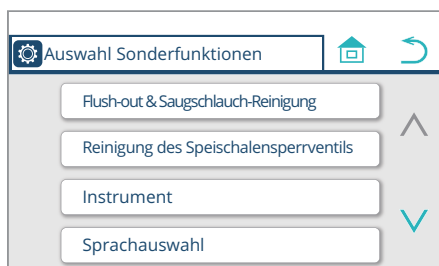 Auswahl Sonderfunktionen
Flush-out & Saugschlauch-Reinigung
Reinigung des Speischalensperrventils
Instrument
Sprachauswahl